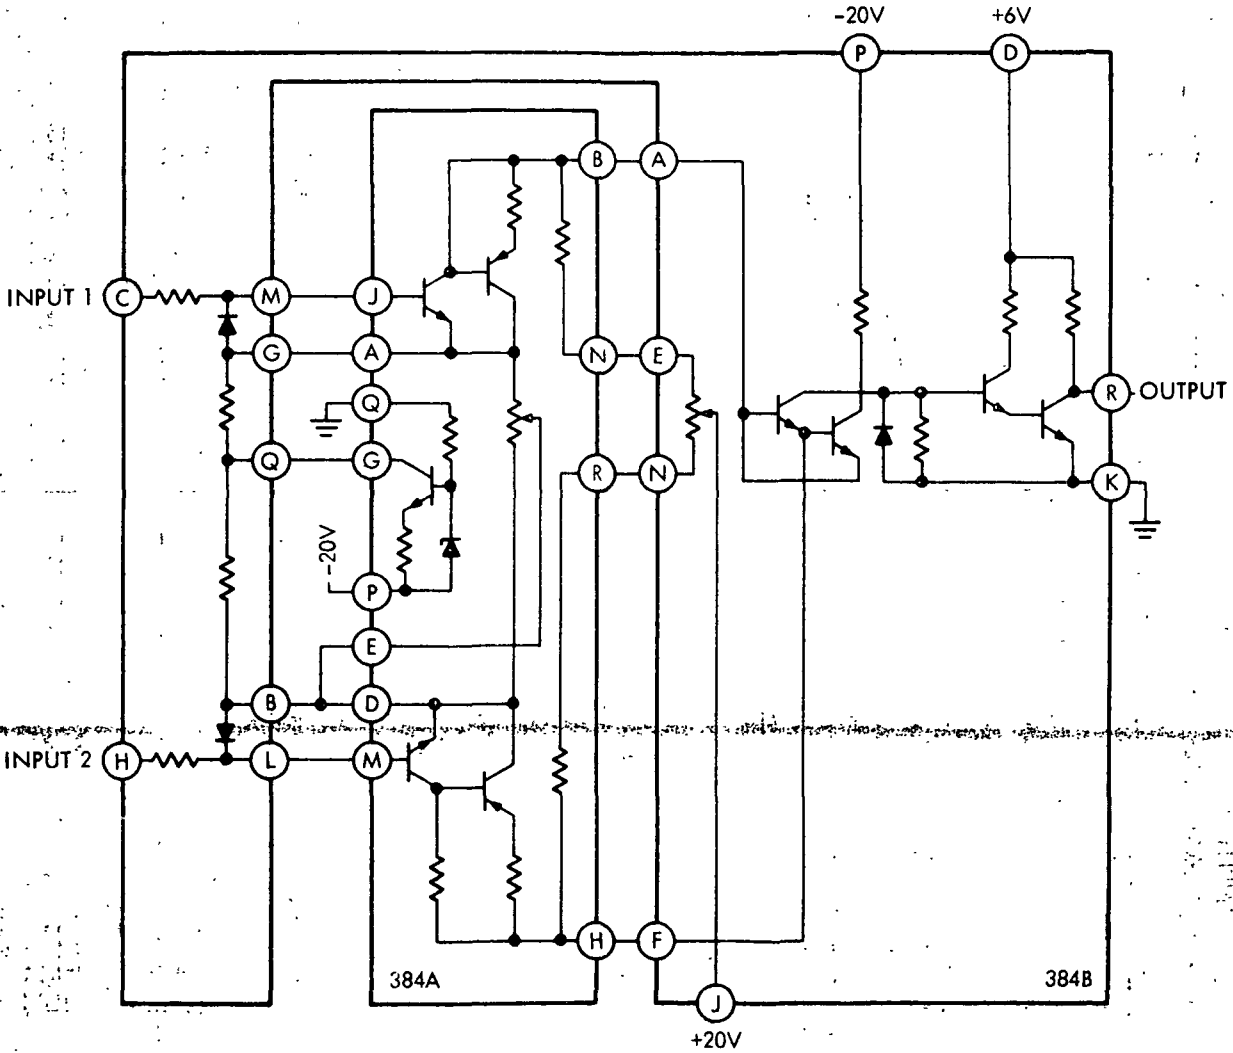 -20V +6V
P D
B A
INPUT 1 C M J
G A N E
Q R OUTPUT
Q G R N K
-20V
P
E
B D
INPUT 2 H L M
H F
384A 384B
J
+20V